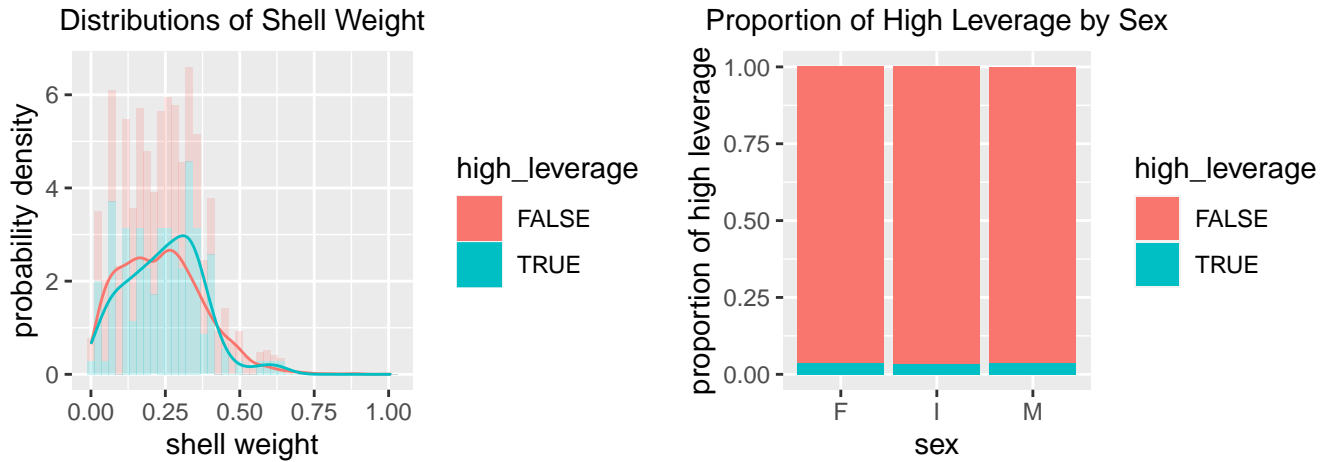 Distributions of Shell Weight
probability density
6
4
2
0
0.00 0.25 0.50 0.75 1.00
shell weight
high_leverage
FALSE
TRUE
Proportion of High Leverage by Sex
proportion of high leverage
1.00
0.75
0.50
0.25
0.00
F I M
sex
high_leverage
FALSE
TRUE